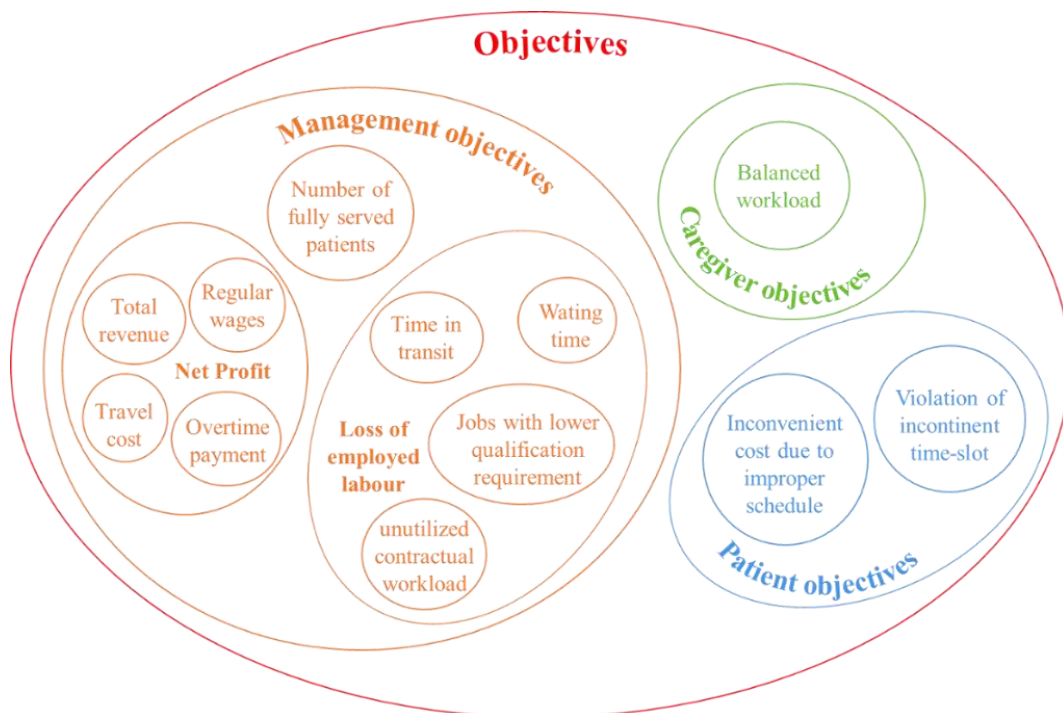 Objectives
Management objectives
Number of
fully served
patients
Total
revenue
Regular
wages
Net Profit
Travel
cost
Overtime
payment
Time in
transit
Wating
time
Loss of
employed
labour
Jobs with lower
qualification
requirement
unutilized
contractual
workload
Balanced
workload
Caregiver objectives
Inconvenient
cost due to
improper
schedule
Violation of
incontinent
time-slot
Patient objectives